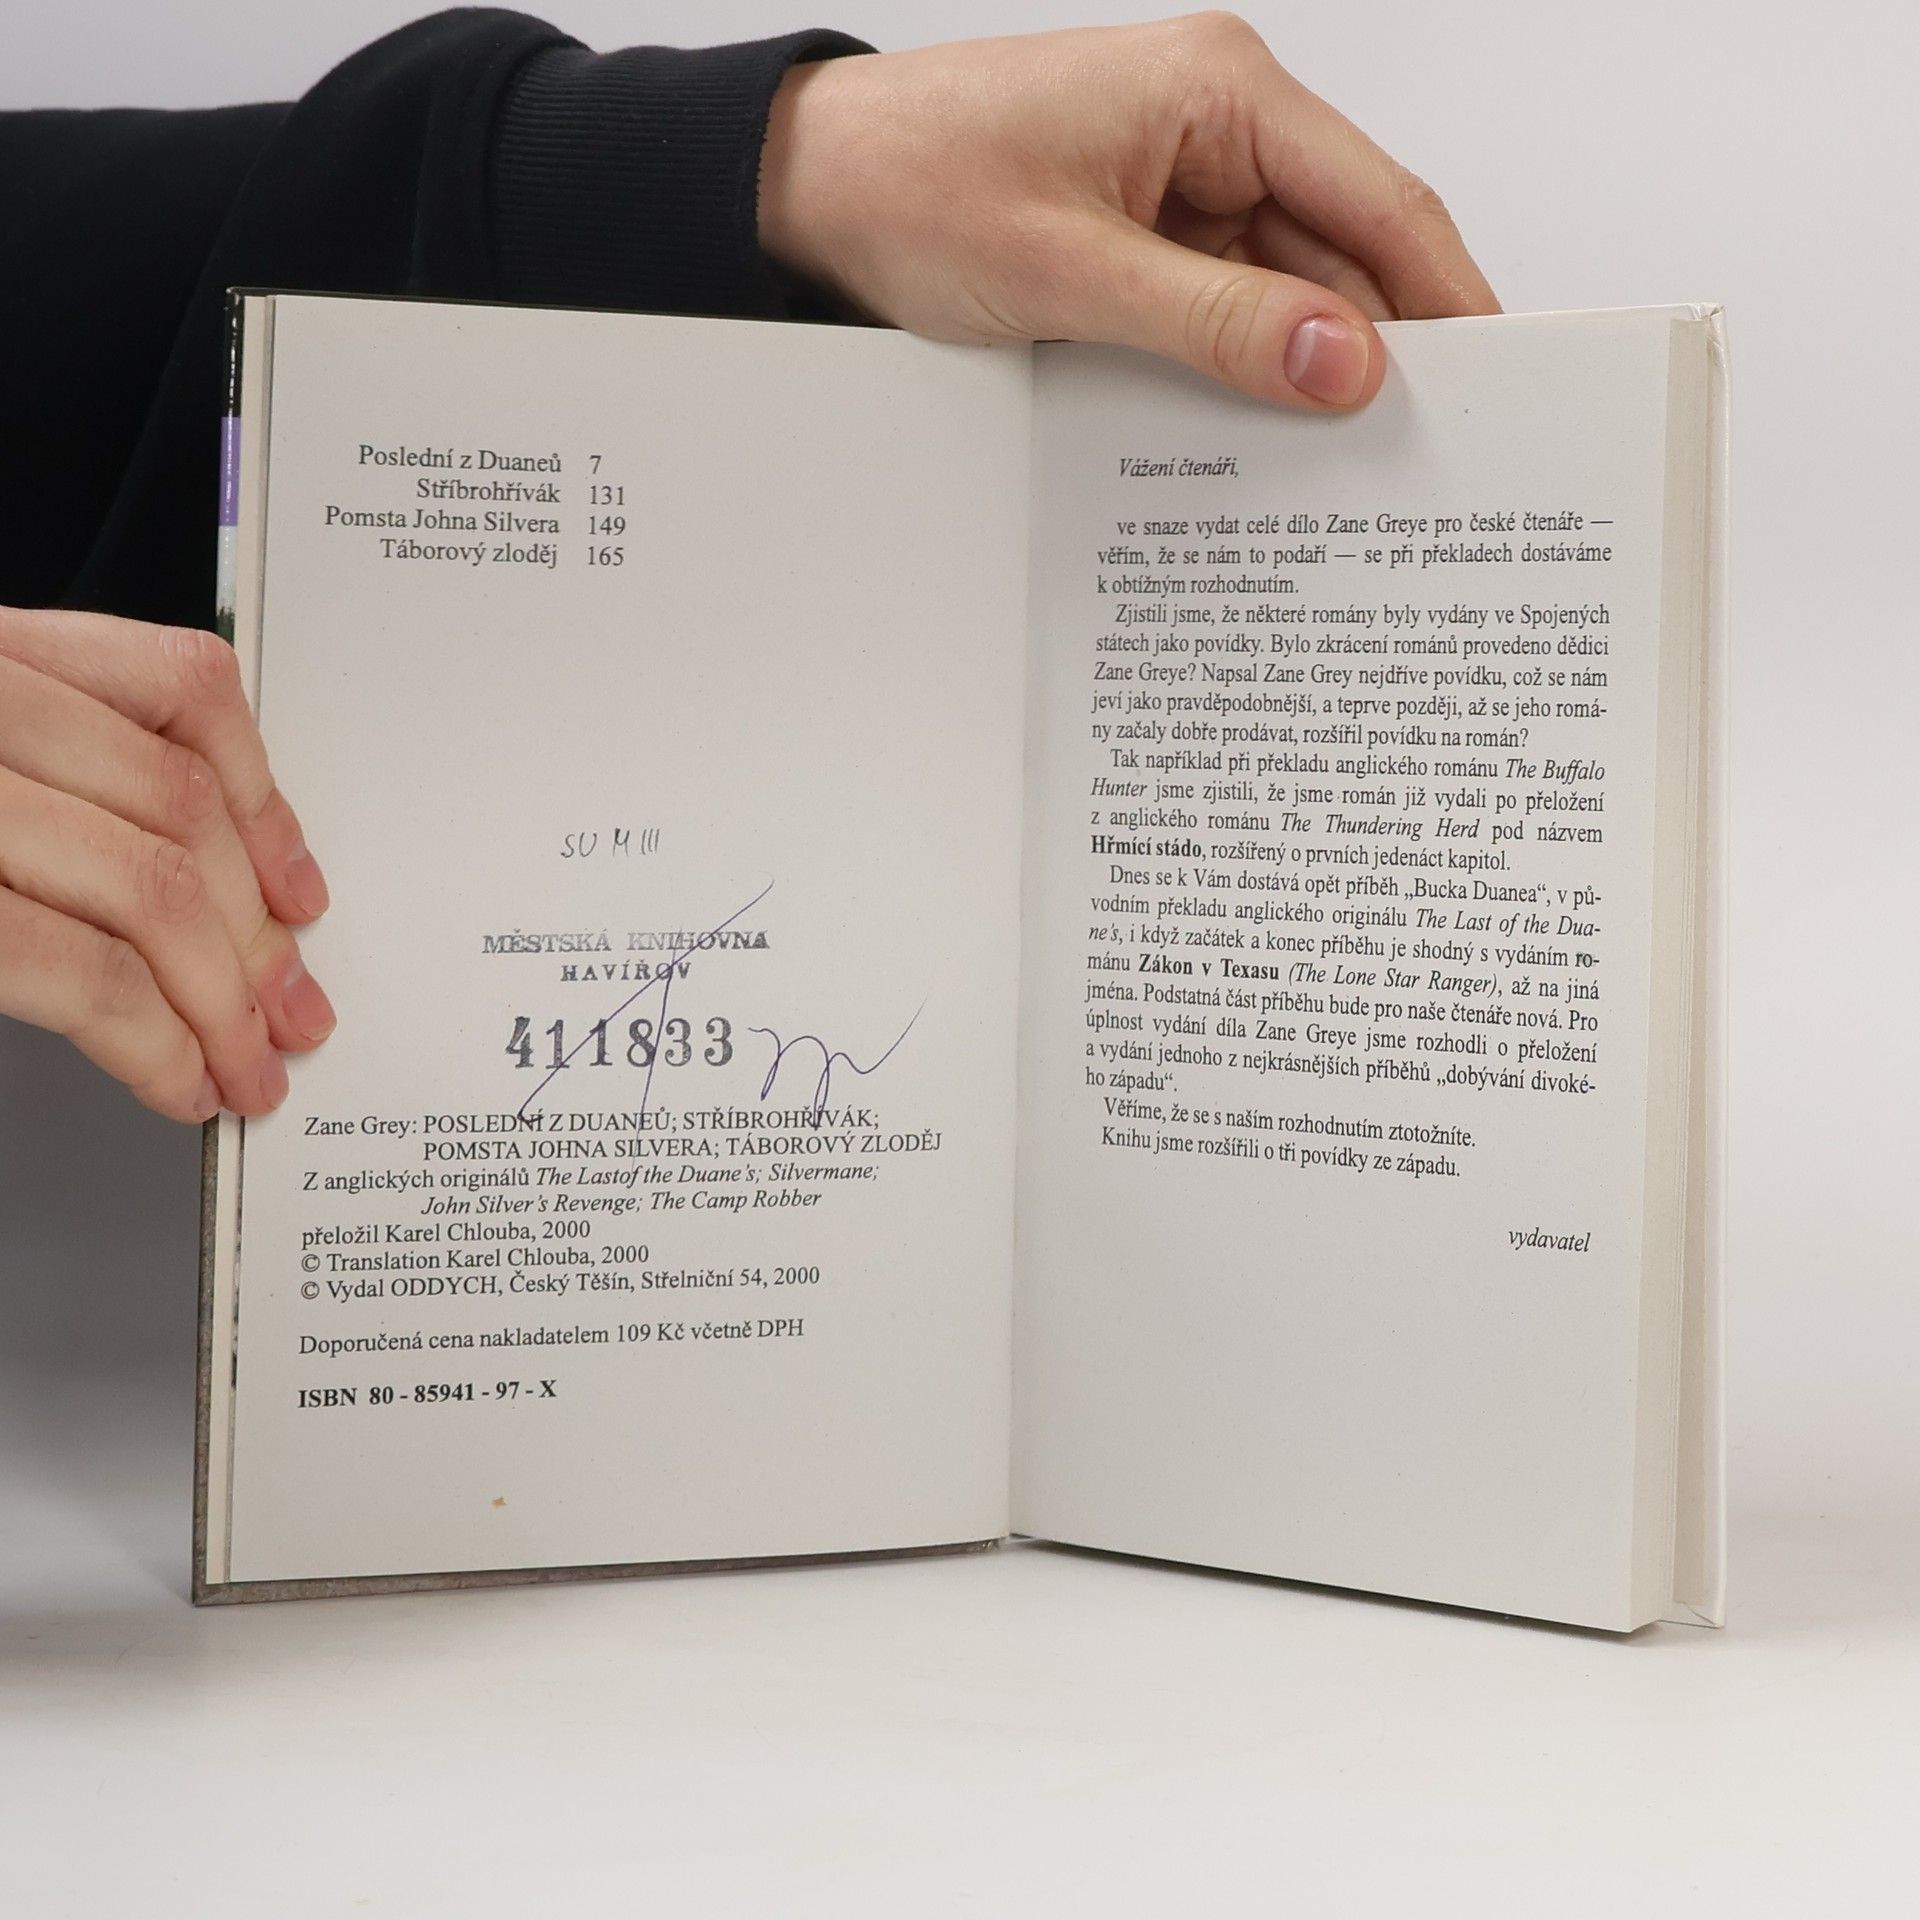 Poslední z Duaneů 7
Stříbrohřívák 131
Pomsta Johna Silvera 149
Táborový zloděj 165
SU M III
MĚSTSKÁ KNIHOVNA
HAVÍŘOV
411833
Zane Grey: POSLEDNÍ Z DUANEŮ; STŘÍBROHŘÍVÁK;
POMSTA JOHNA SILVERA; TÁBOROVÝ ZLODĚJ
Z anglických originálů The Lastof the Duane's; Silvermane;
John Silver's Revenge; The Camp Robber
přeložil Karel Chlouba, 2000
© Translation Karel Chlouba, 2000
© Vydal ODDYCH, Český Těšín, Střelniční 54, 2000
Doporučená cena nakladatelem 109 Kč včetně DPH
ISBN 80 - 85941 - 97 - X
Vážení čtenáři,
ve snaze vydat celé dílo Zane Greye pro české čtenáře —
věřím, že se nám to podaří — se při překladech dostáváme
k obtížným rozhodnutím.
Zjistili jsme, že některé romány byly vydány ve Spojených
státech jako povídky. Bylo zkrácení románů provedeno dědici
Zane Greye? Napsal Zane Grey nejdříve povídku, což se nám
jeví jako pravděpodobnější, a teprve později, až se jeho romá-
ny začaly dobře prodávat, rozšířil povídku na román?
Tak například při překladu anglického románu The Buffalo
Hunter jsme zjistili, že jsme román již vydali po přeložení
z anglického románu The Thundering Herd pod názvem
Hřmící stádo, rozšířený o prvních jedenáct kapitol.
Dnes se k Vám dostává opět příběh „Bucka Duanea“, v pů-
vodním překladu anglického originálu The Last of the Dua-
ne's, i když začátek a konec příběhu je shodný s vydáním ro-
mánu Zákon v Texasu (The Lone Star Ranger), až na jiná
jména. Podstatná část příběhu bude pro naše čtenáře nová. Pro
úplnost vydání díla Zane Greye jsme rozhodli o přeložení
a vydání jednoho z nejkrásnějších příběhů „dobývání divoké-
ho západu“.
Věříme, že se s naším rozhodnutím ztotožníte.
Knihu jsme rozšířili o tři povídky ze západu.
vydavatel